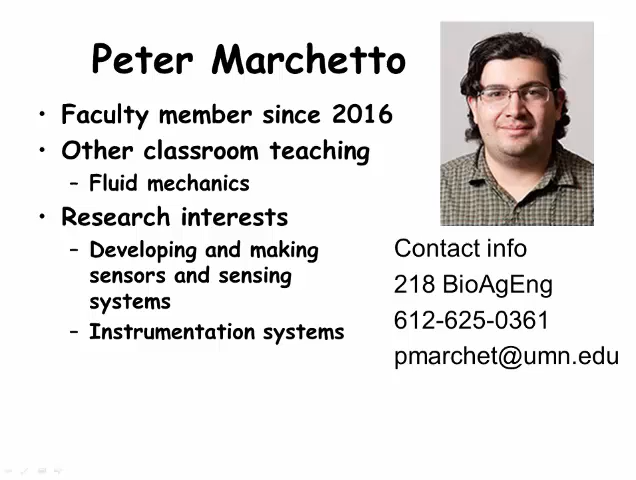 Peter Marchetto
• Faculty member since 2016
• Other classroom teaching
– Fluid mechanics
• Research interests
– Developing and making
sensors and sensing
systems
– Instrumentation systems
Contact info
218 BioAgEng
612-625-0361
pmarchet@umn.edu